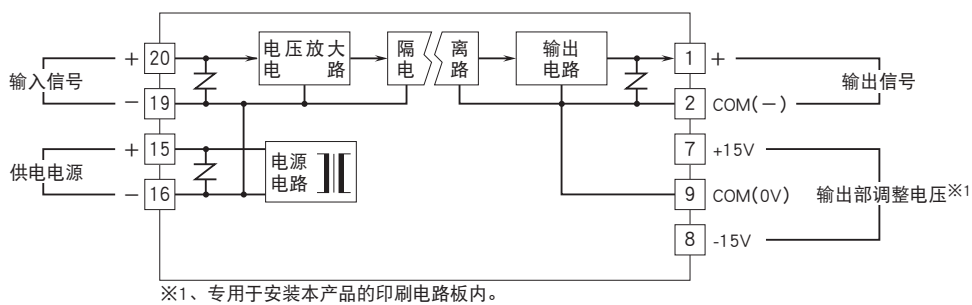 输入信号
+ 20
− 19
电压放大
电 路
隔 离
电 路
输出
电路
1 +
2 COM(−)
输出信号
供电电源
+ 15
− 16
电源
电路
7 +15V
9 COM(0V)
8 -15V
输出部调整电压※1
※1、专用于安装本产品的印刷电路板内。